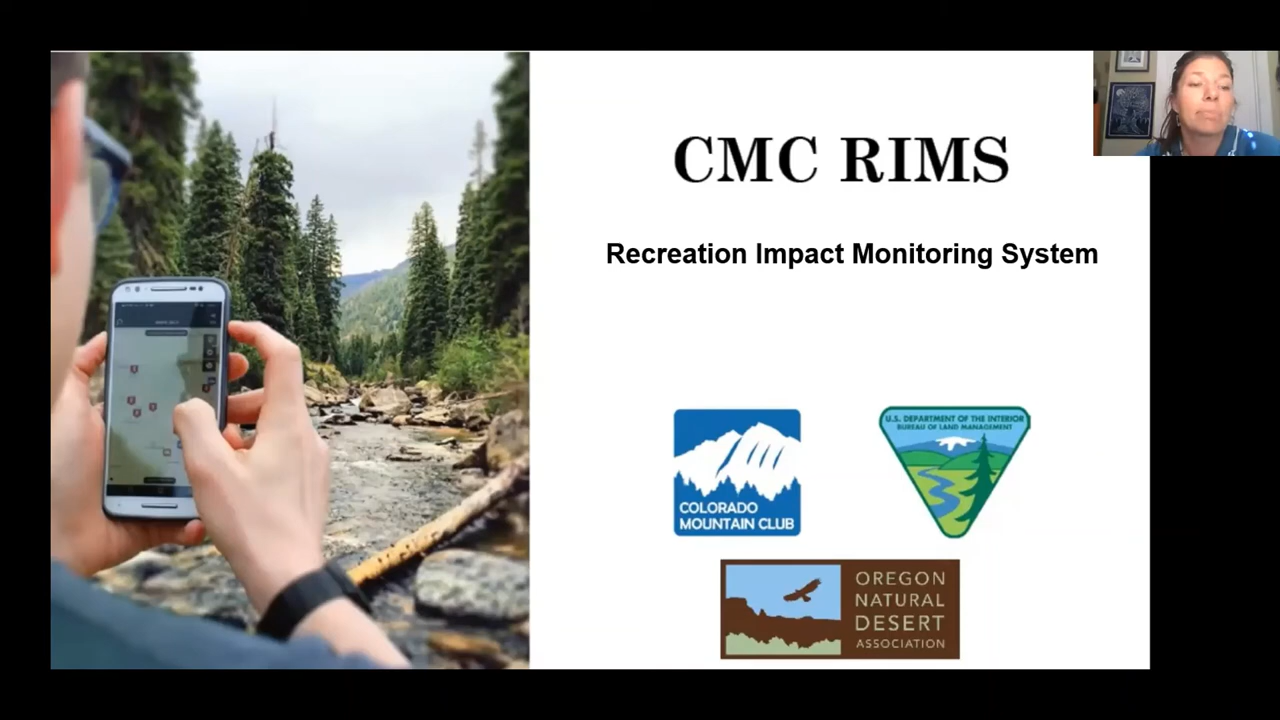 CMC RIMS
Recreation Impact Monitoring System
COLORADO
MOUNTAIN CLUB
U.S. DEPARTMENT OF THE INTERIOR
BUREAU OF LAND MANAGEMENT
OREGON
NATURAL
DESERT
ASSOCIATION